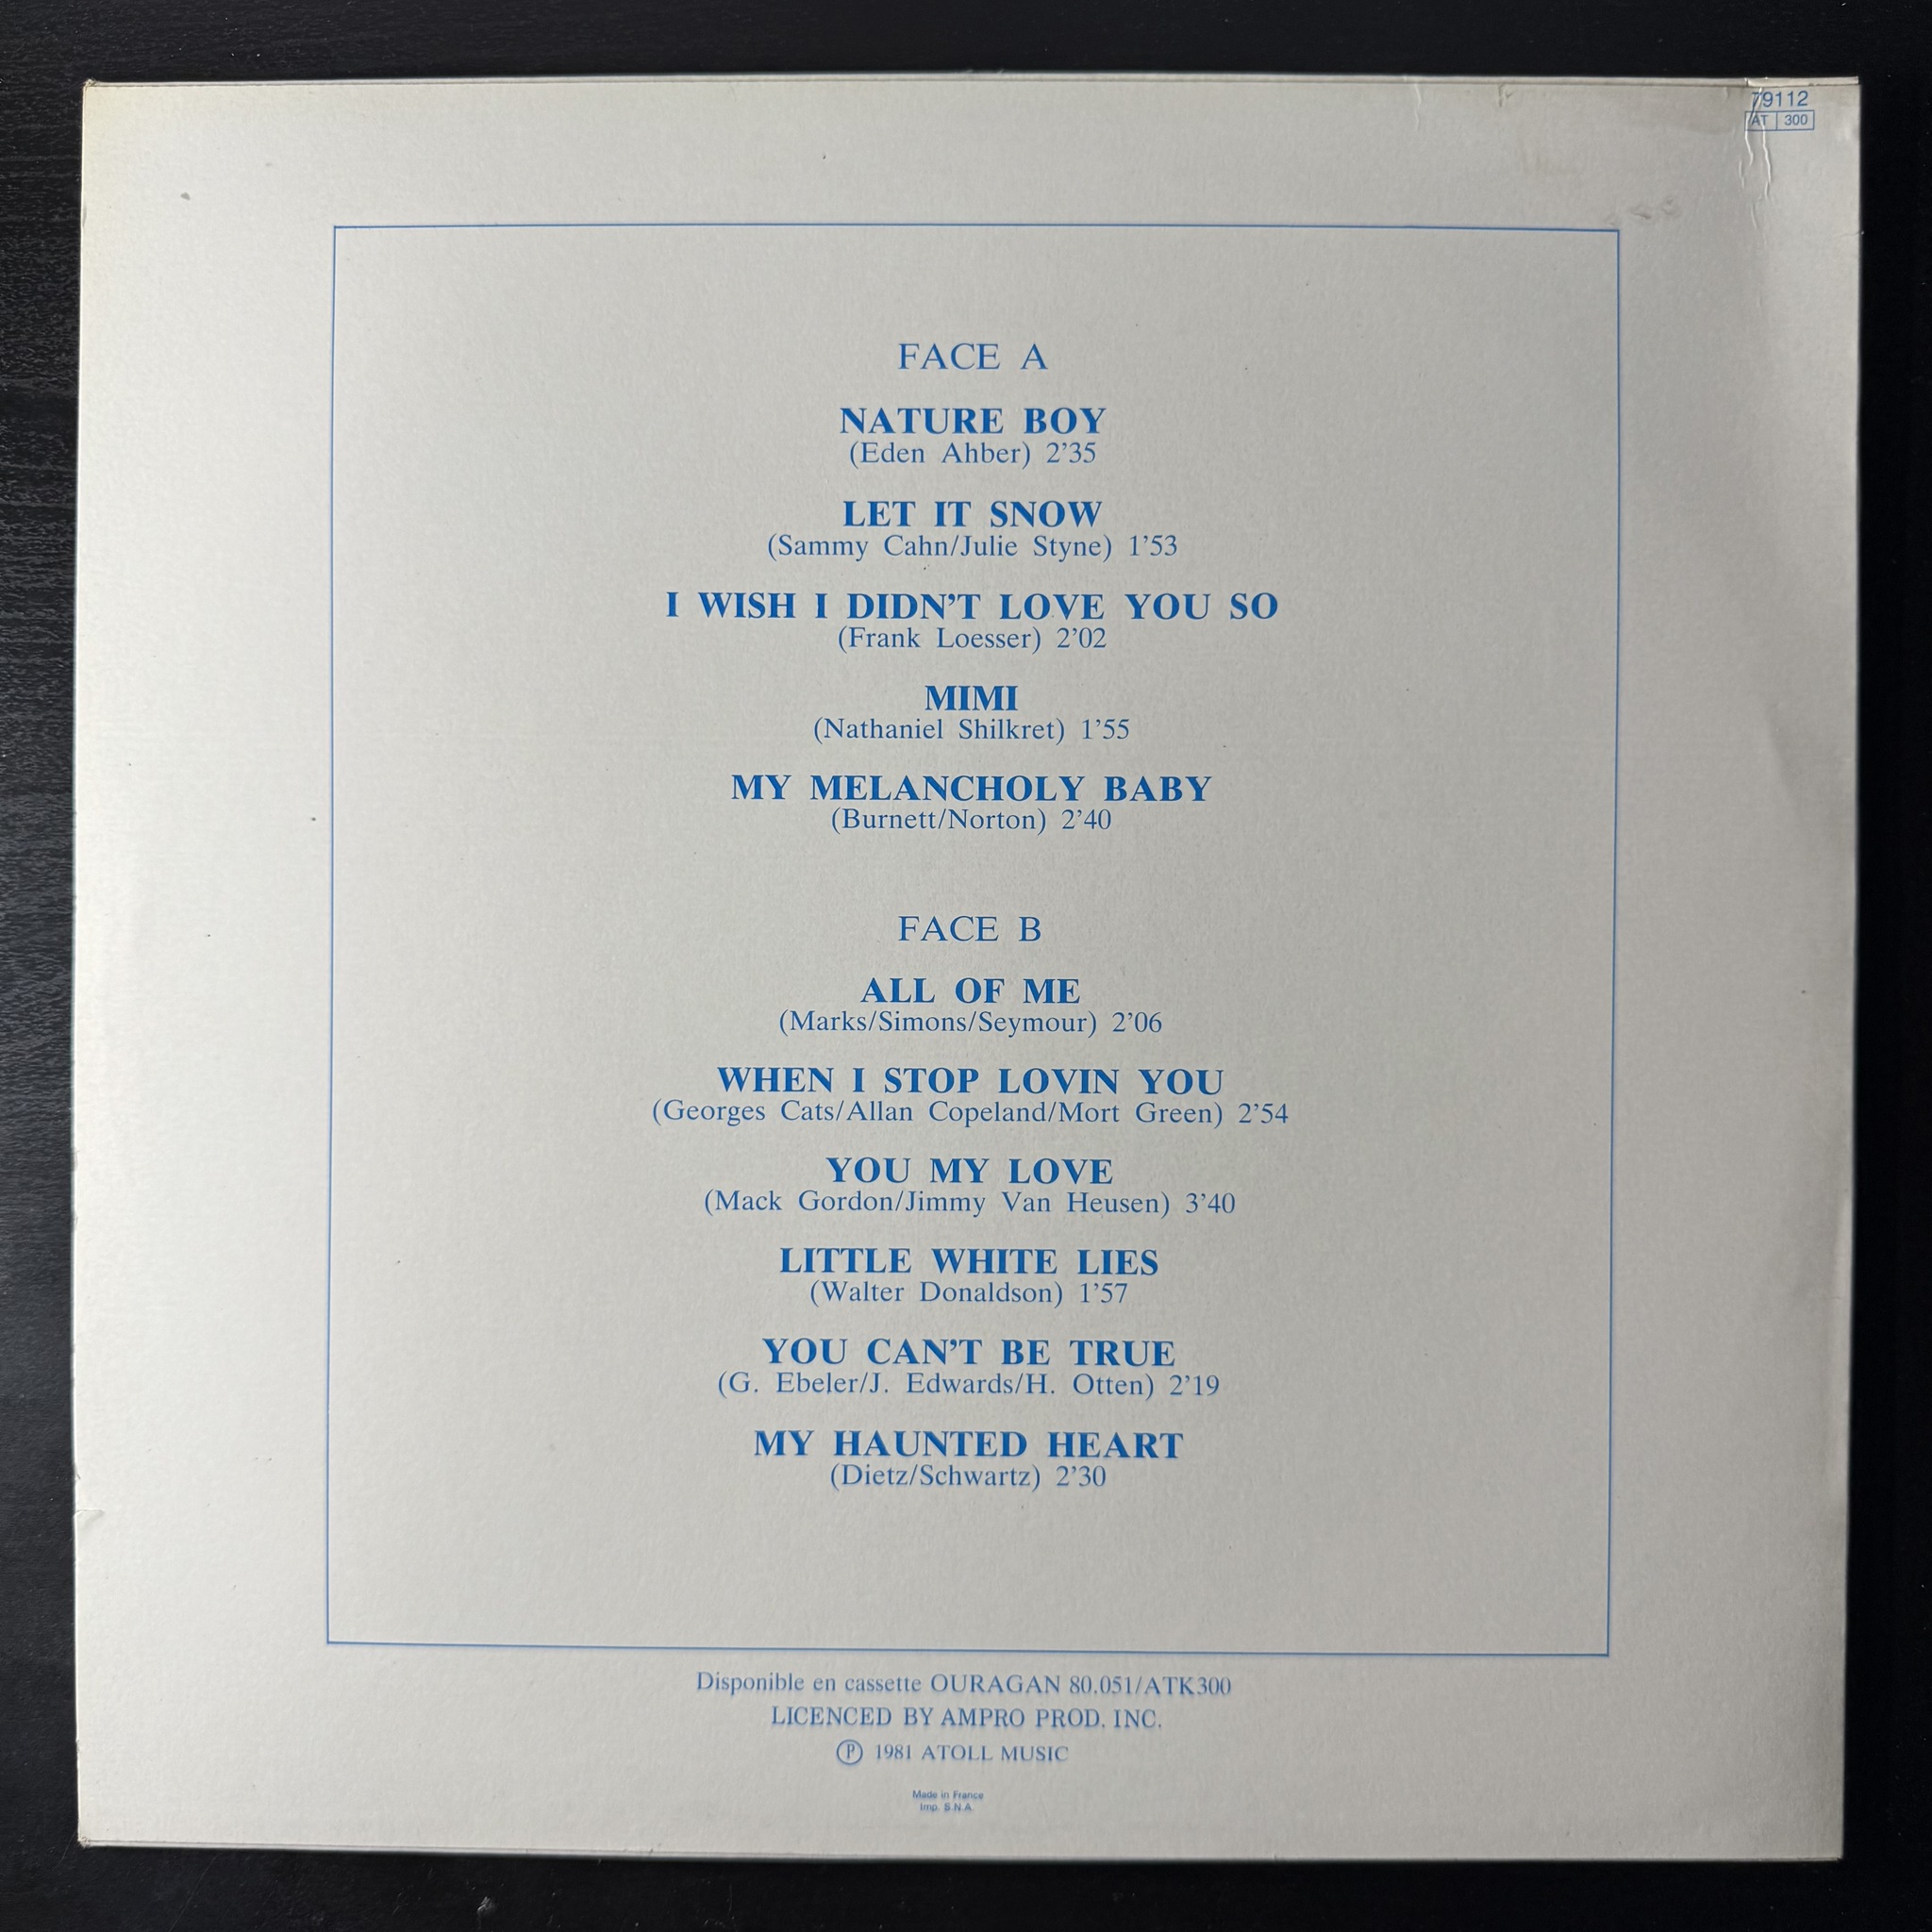 79112
AT 300
FACE A
NATURE BOY
(Eden Ahber) 2'35
LET IT SNOW
(Sammy Cahn/Julie Styne) 1'53
I WISH I DIDN'T LOVE YOU SO
(Frank Loesser) 2'02
MIMI
(Nathaniel Shilkret) 1'55
MY MELANCHOLY BABY
(Burnett/Norton) 2'40
FACE B
ALL OF ME
(Marks/Simons/Seymour) 2'06
WHEN I STOP LOVIN YOU
(Georges Cats/Allan Copeland/Mort Green) 2'54
YOU MY LOVE
(Mack Gordon/Jimmy Van Heusen) 3'40
LITTLE WHITE LIES
(Walter Donaldson) 1'57
YOU CAN'T BE TRUE
(G. Ebeler/J. Edwards/H. Otten) 2'19
MY HAUNTED HEART
(Dietz/Schwartz) 2'30
Disponible en cassette OURAGAN 80.051/ATK300
LICENCED BY AMPRO PROD. INC.
Ⓟ 1981 ATOLL MUSIC
Made in France
Imp. S.N.A.